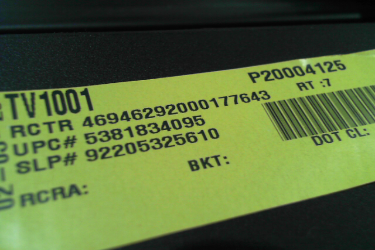 P20004125
TV1001
RT :7
RCTR 46946292000177643
UPC# 5381834095
SLP# 92205325610
DOT CL:
BKT:
RCRA: